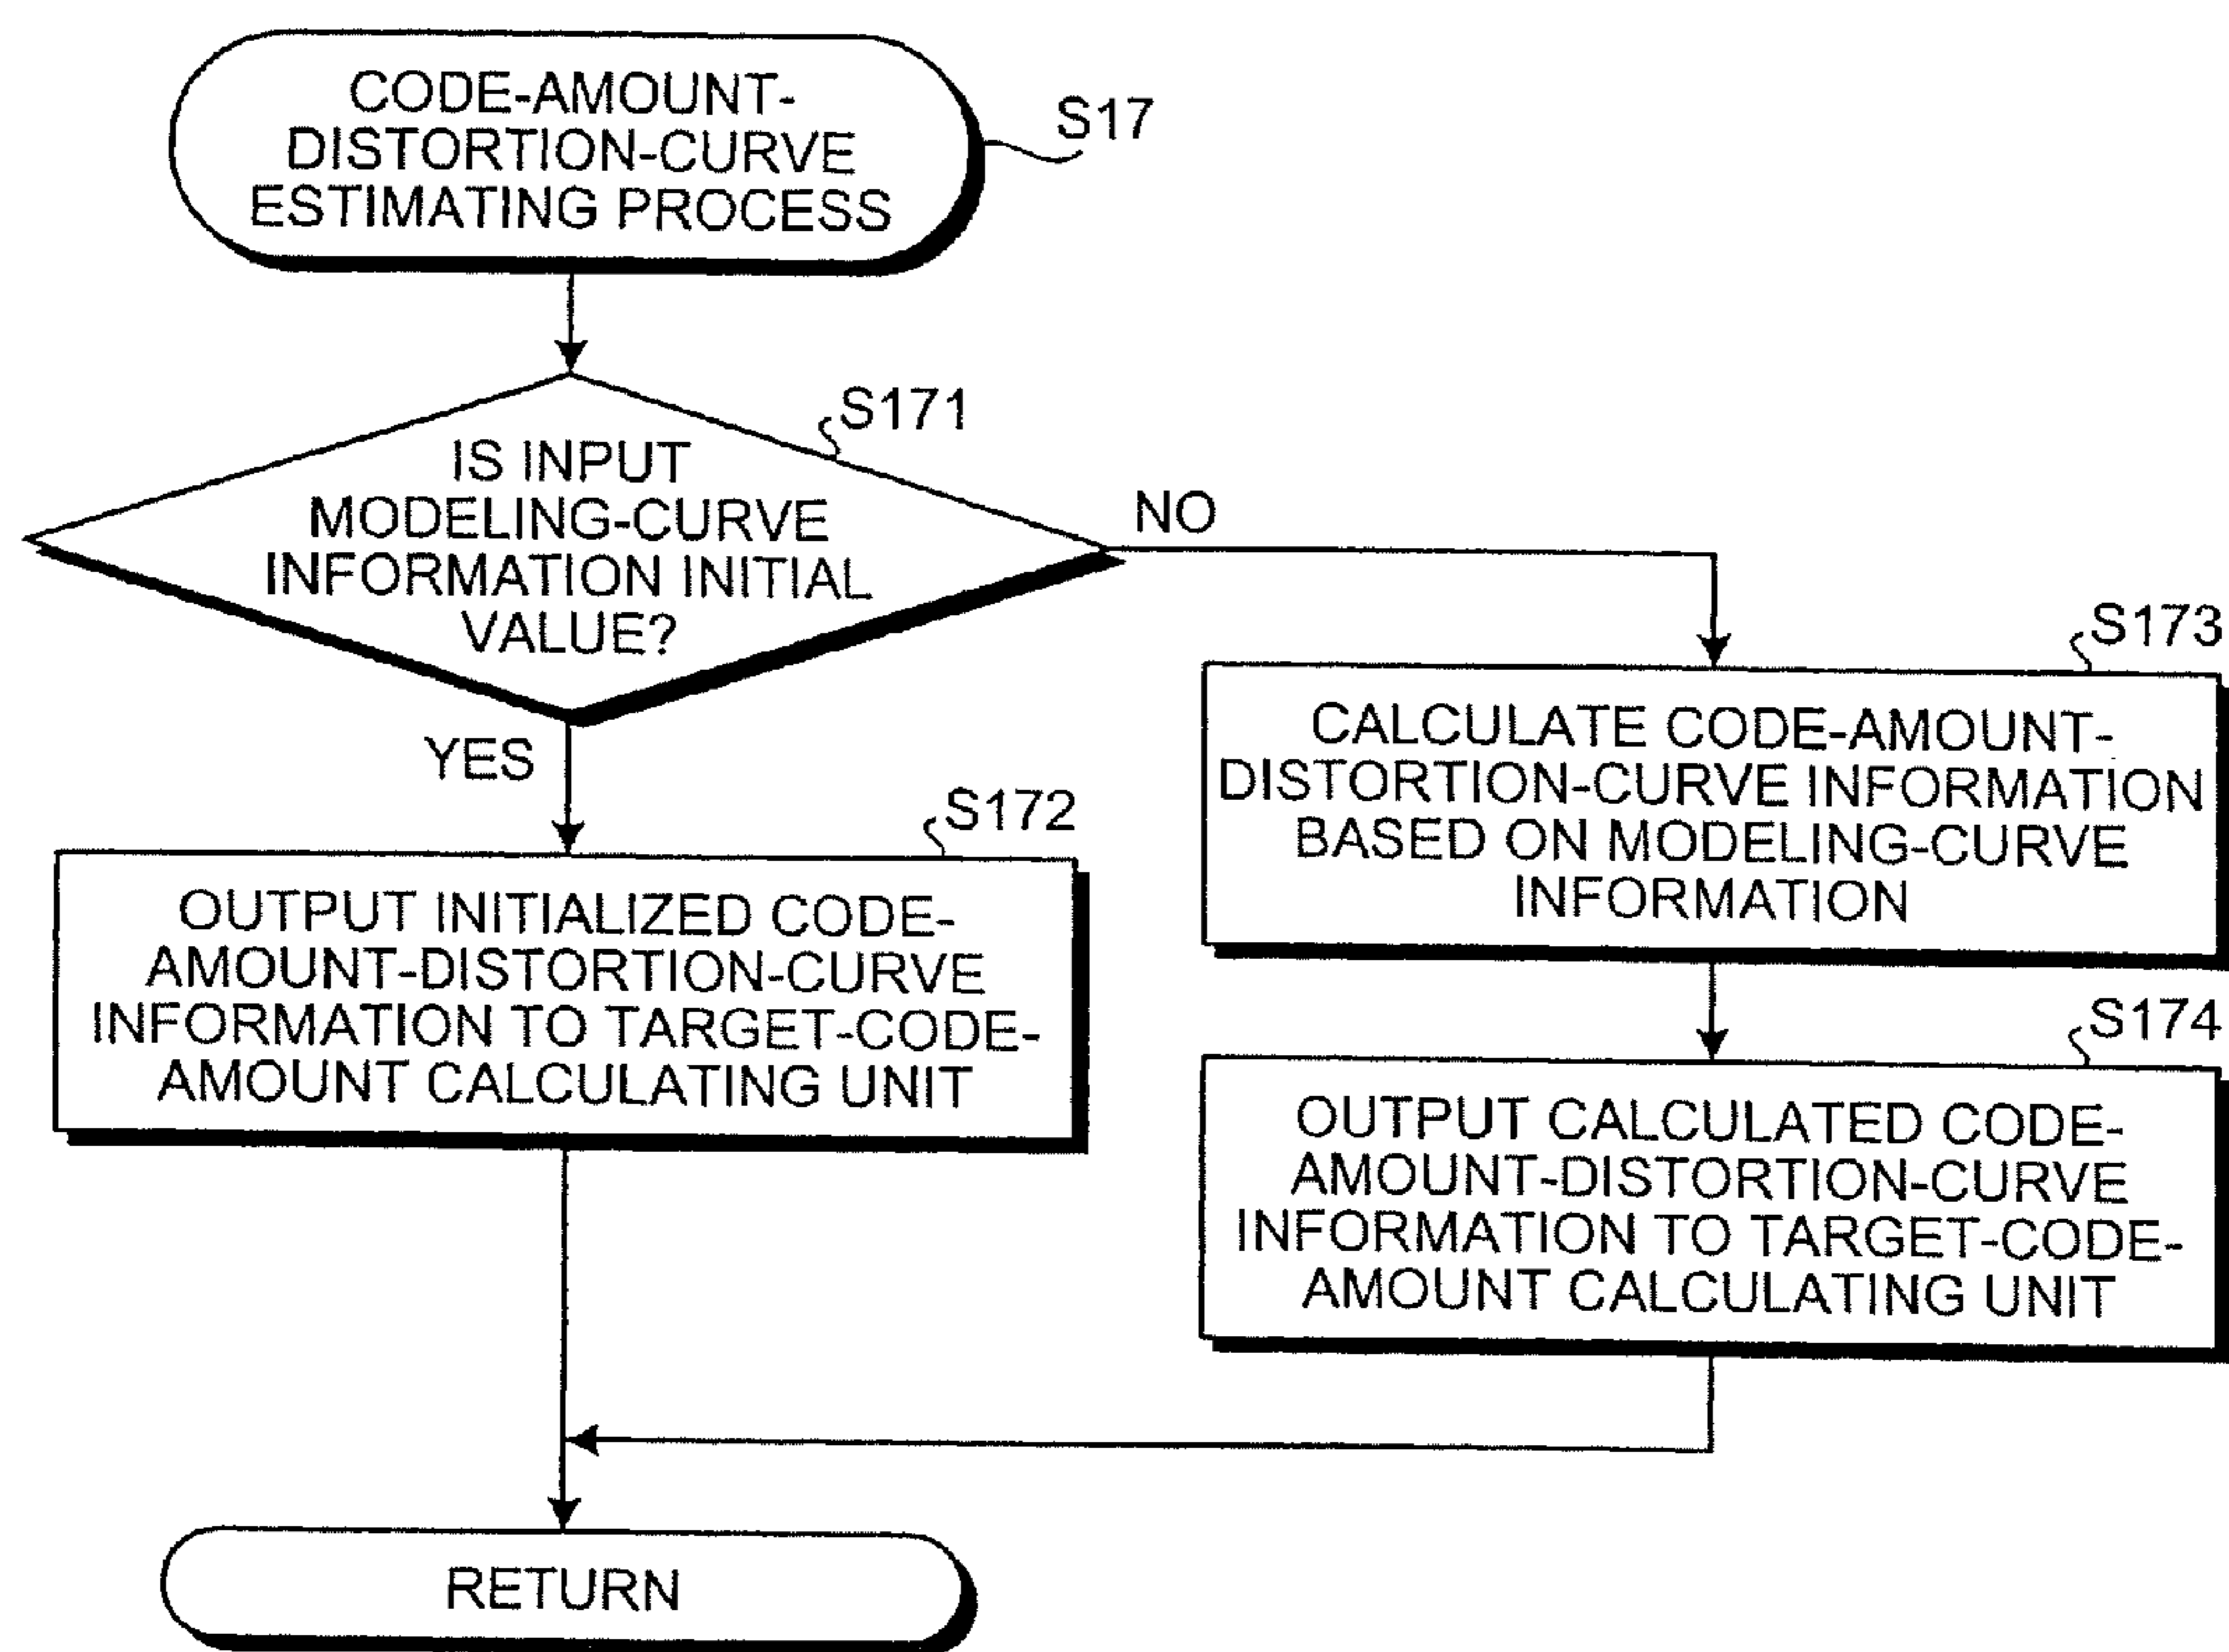 CODE-AMOUNT-
DISTORTION-CURVE
ESTIMATING PROCESS
S17
S171
IS INPUT
MODELING-CURVE
INFORMATION INITIAL
VALUE?
NO
YES
S172
OUTPUT INITIALIZED CODE-
AMOUNT-DISTORTION-CURVE
INFORMATION TO TARGET-CODE-
AMOUNT CALCULATING UNIT
S173
CALCULATE CODE-AMOUNT-
DISTORTION-CURVE INFORMATION
BASED ON MODELING-CURVE
INFORMATION
S174
OUTPUT CALCULATED CODE-
AMOUNT-DISTORTION-CURVE
INFORMATION TO TARGET-CODE-
AMOUNT CALCULATING UNIT
RETURN